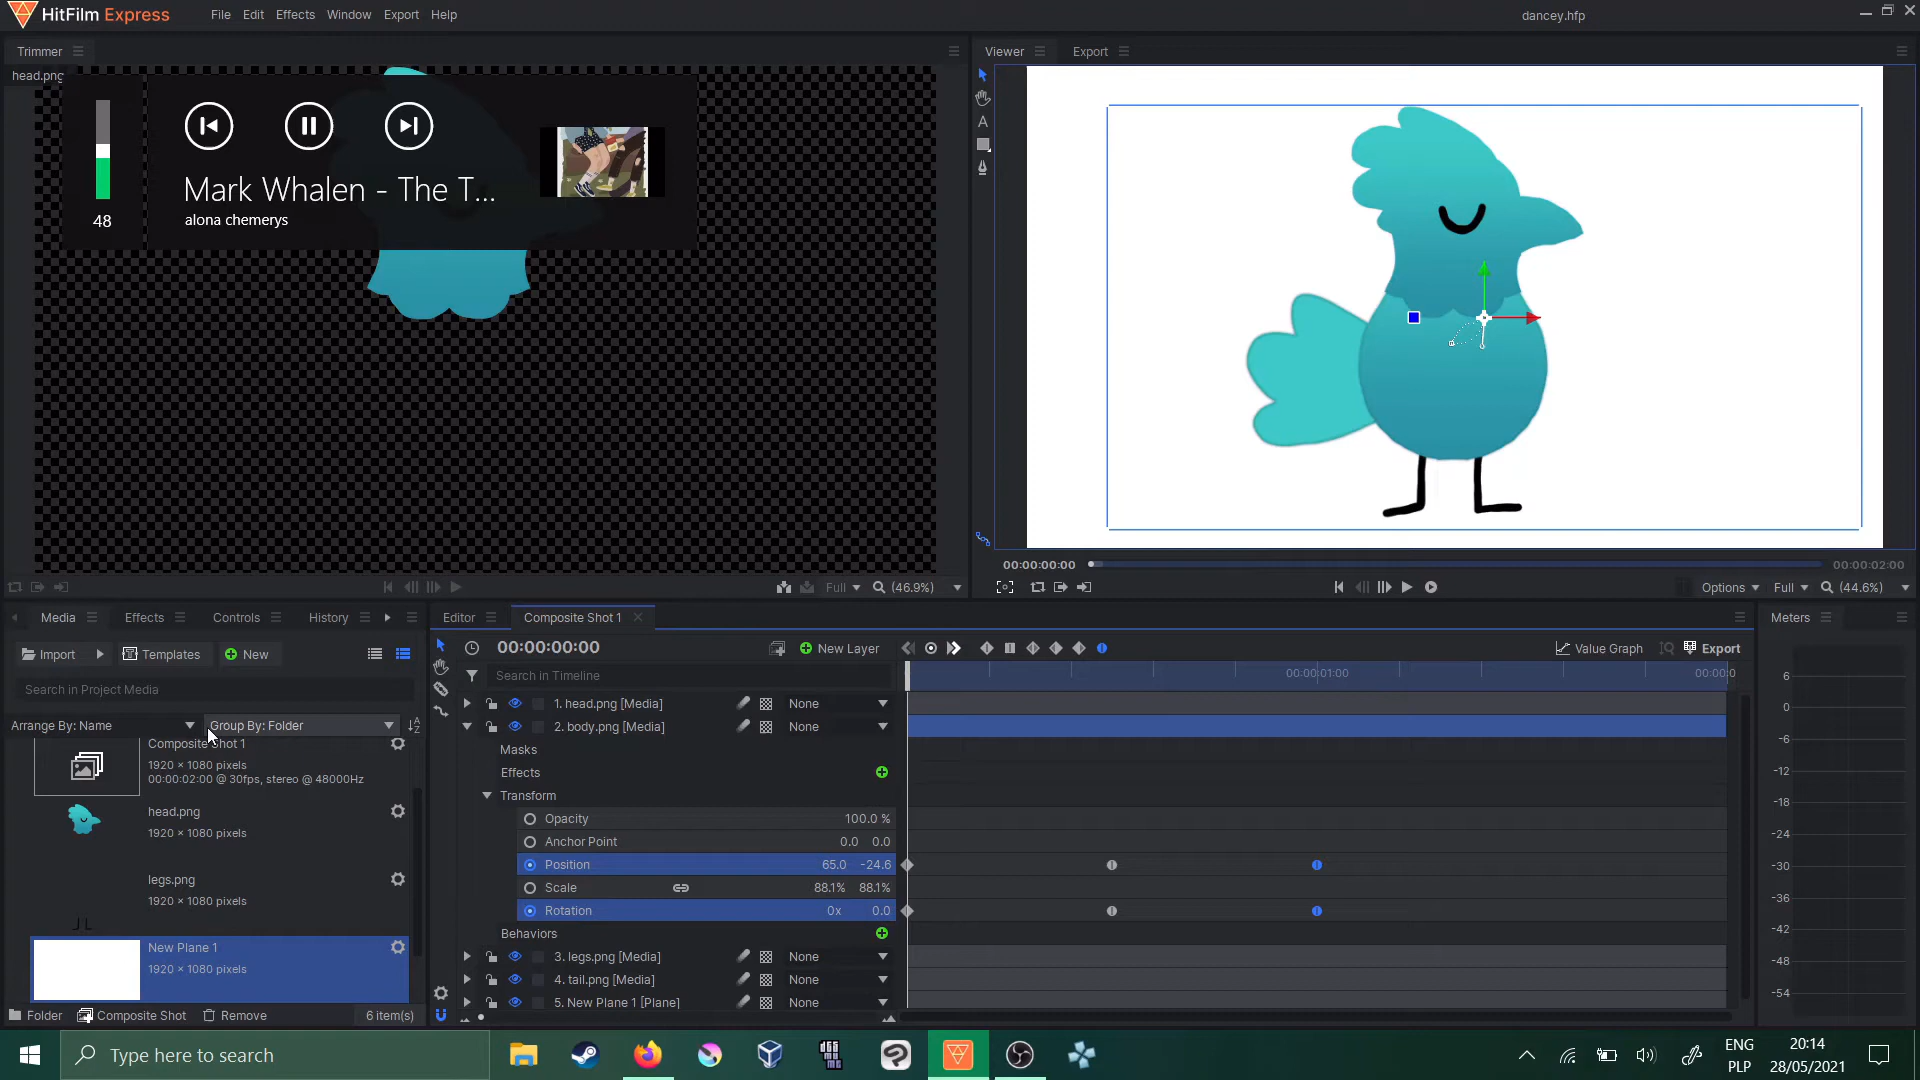 HitFilm Express
File Edit Effects Window Export Help
dancey.hfp
Trimmer
Viewer
Export
head.png
Mark Whalen - The T...
alona chemerys
48
Full
(46.9%)
00:00:00:00
00:00:02:00
Options
Full
(44.6%)
Media
Effects
Controls
History
Editor
Composite Shot 1
Meters
Import
Templates
New
00:00:00:00
New Layer
Value Graph
Export
Search in Project Media
Search in Timeline
00:00:01:00
00:00:0
Arrange By: Name
Group By: Folder
Composite Shot 1
1920 × 1080 pixels
00:00:02:00 @ 30fps, stereo @ 48000Hz
head.png
1920 × 1080 pixels
legs.png
1920 × 1080 pixels
New Plane 1
1920 × 1080 pixels
Folder
Composite Shot
Remove
6 item(s)
1. head.png [Media]
None
2. body.png [Media]
None
Masks
Effects
Transform
Opacity
100.0 %
Anchor Point
0.0 0.0
Position
65.0 -24.6
Scale
88.1% 88.1%
Rotation
0x 0.0
Behaviors
3. legs.png [Media]
None
4. tail.png [Media]
None
5. New Plane 1 [Plane]
None
6
0
-6
-12
-18
-24
-30
-36
-42
-48
-54
Type here to search
ENG
PLP
20:14
28/05/2021